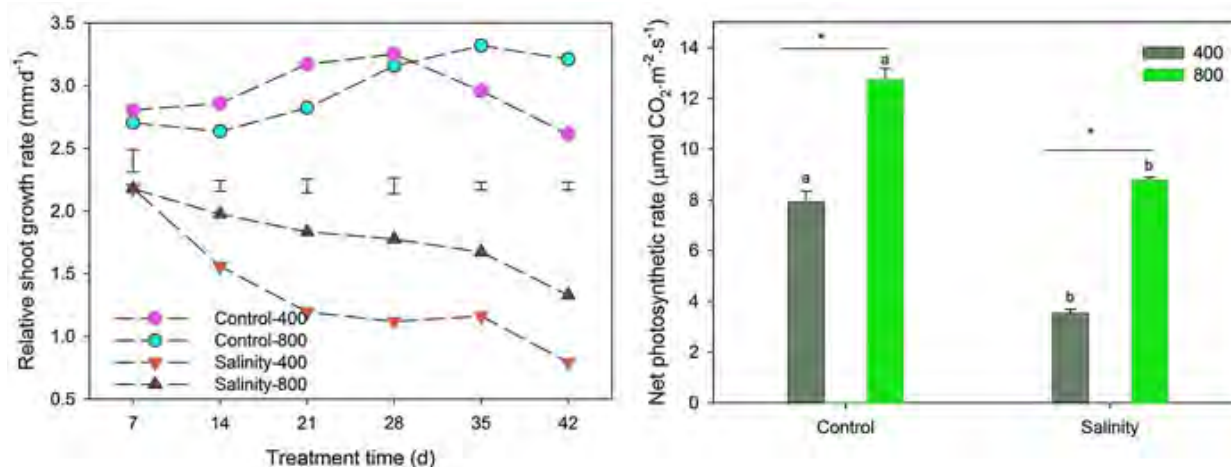 3.5
3.0
2.5
2.0
1.5
1.0
0.5
Relative shoot growth rate (mm·d⁻¹)
Control-400
Control-800
Salinity-400
Salinity-800
7 14 21 28 35 42
Treatment time (d)
14
12
10
8
6
4
2
0
Net photosynthetic rate (μmol CO₂·m⁻²·s⁻¹)
*
a
a
*
b
b
400
800
Control Salinity